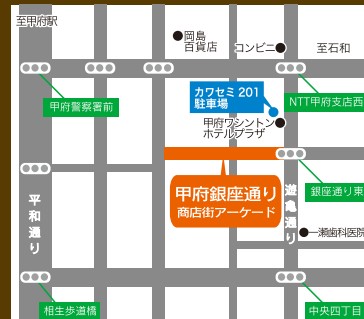 至甲府駅
岡島
百貨店
コンビニ
至石和
カワセミ 201
駐車場
甲府警察署前
NTT甲府支店西
甲府ワシントン
ホテルプラザ
甲府銀座通り
商店街アーケード
銀座通り東
平和通り
遊亀通り
一瀬歯科医院
相生歩道橋
中央四丁目